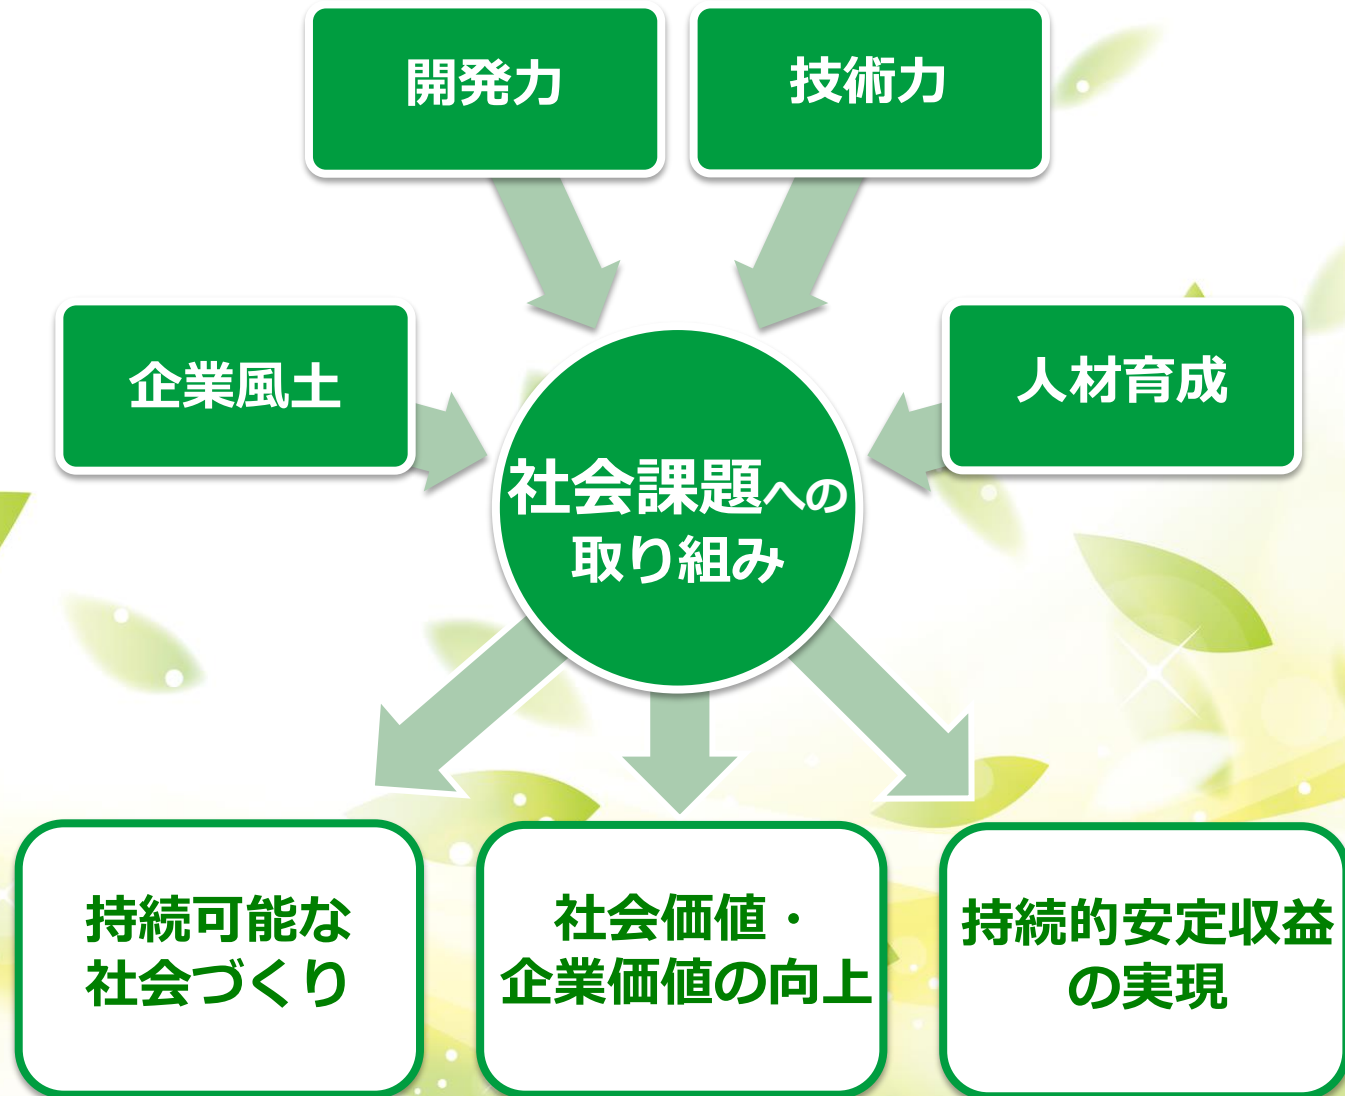 開発力
技術力
企業風土
人材育成
社会課題への
取り組み
持続可能な
社会づくり
社会価値・
企業価値の向上
持続的安定収益
の実現